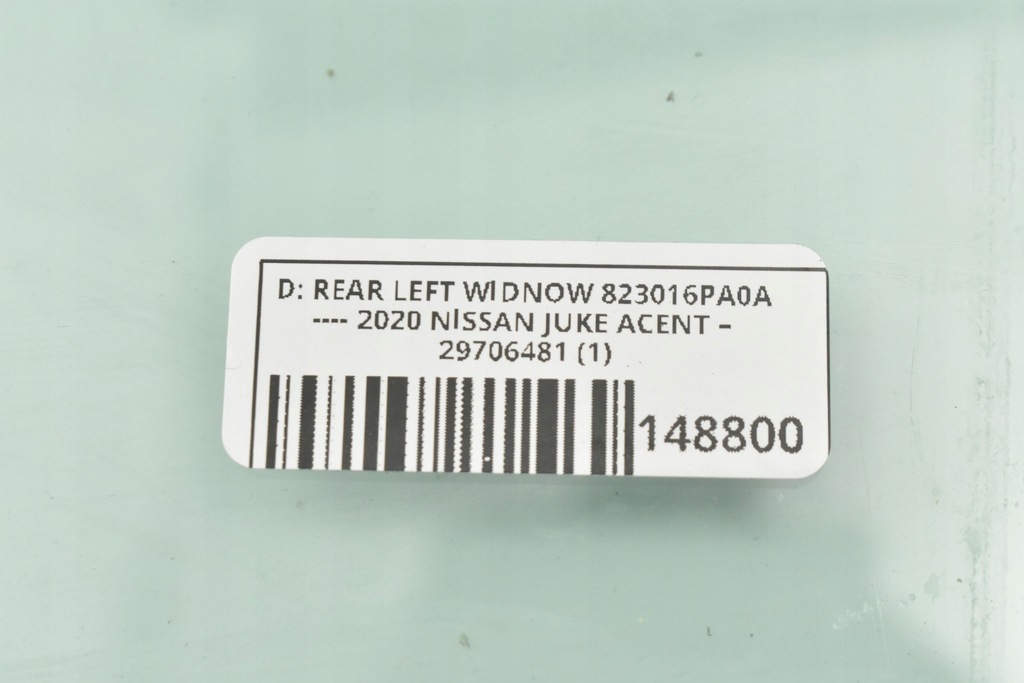 D: REAR LEFT WIDNOW 823016PA0A
---- 2020 NISSAN JUKE ACENT –
29706481 (1)
148800